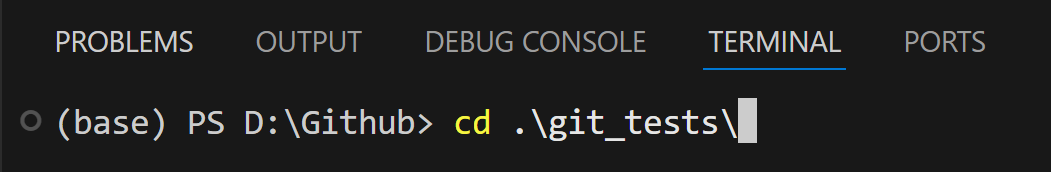 PROBLEMS OUTPUT DEBUG CONSOLE TERMINAL PORTS
(base) PS D:\Github> cd .\git_tests\